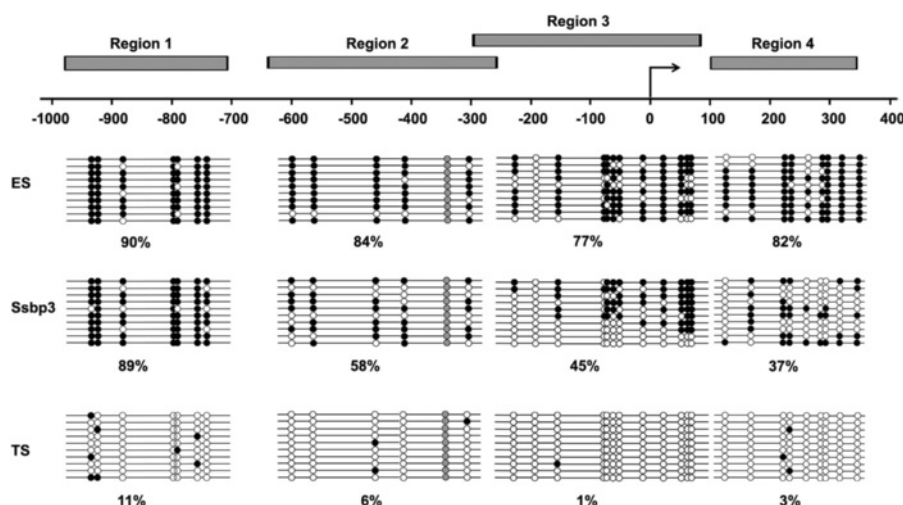 Region 3
Region 1 Region 2 Region 4
-1000 -900 -800 -700 -600 -500 -400 -300 -200 -100 0 100 200 300 400
ES
90% 84% 77% 82%
Ssbp3
89% 58% 45% 37%
TS
11% 6% 1% 3%